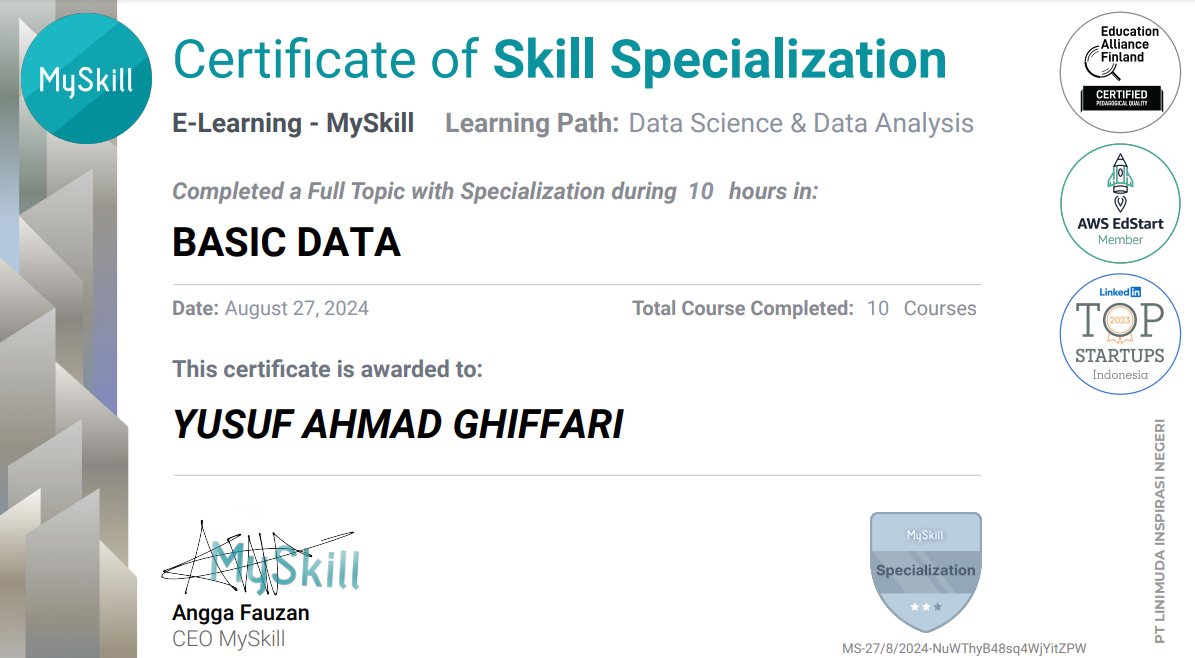 MySkill
Certificate of Skill Specialization
E-Learning - MySkill Learning Path: Data Science & Data Analysis
Completed a Full Topic with Specialization during 10 hours in:
BASIC DATA
Date: August 27, 2024 Total Course Completed: 10 Courses
This certificate is awarded to:
YUSUF AHMAD GHIFFARI
MySkill
Angga Fauzan
CEO MySkill
MySkill
Specialization
MS-27/8/2024-NuWThyB48sq4WjYitZPW
Education
Alliance
Finland
CERTIFIED
PEDAGOGICAL QUALITY
AWS EdStart
Member
LinkedIn
TOP
2023
STARTUPS
Indonesia
PT LINIMUDA INSPIRASI NEGERI